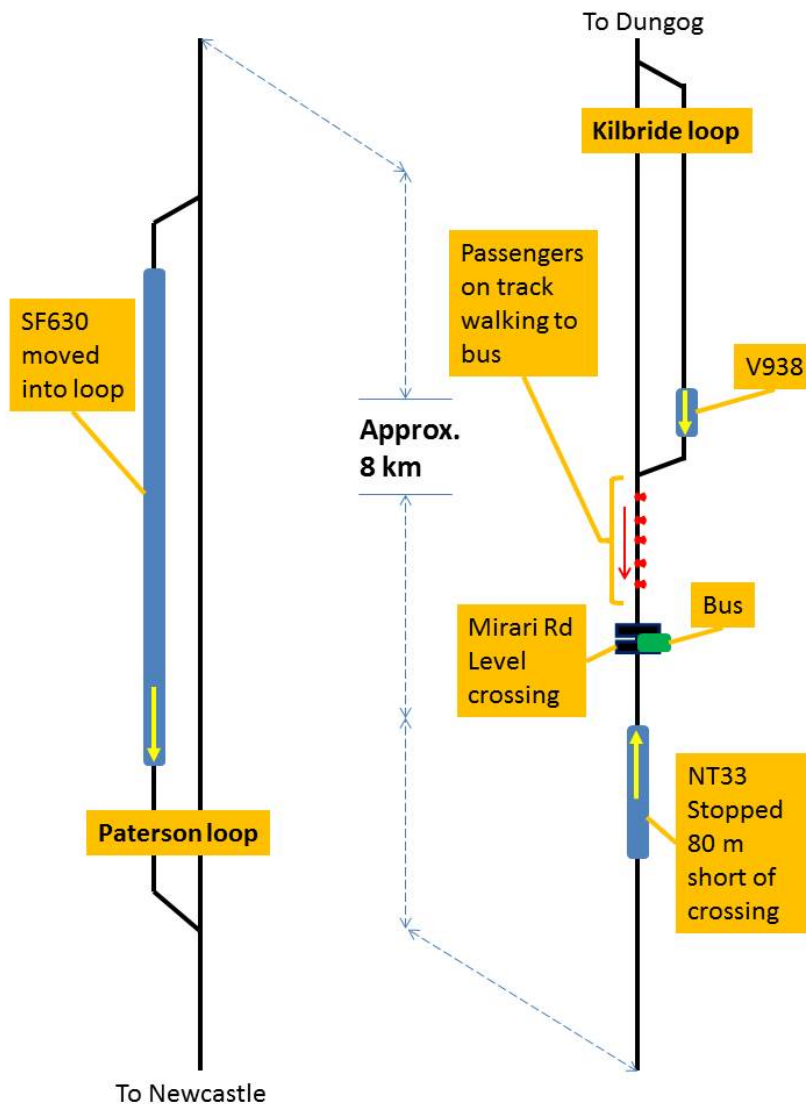 To Dungog
Kilbride loop
Passengers
on track
walking to
bus
SF630
moved
into loop
V938
Approx.
8 km
Bus
Mirari Rd
Level
crossing
NT33
Stopped
80 m
short of
crossing
Paterson loop
To Newcastle